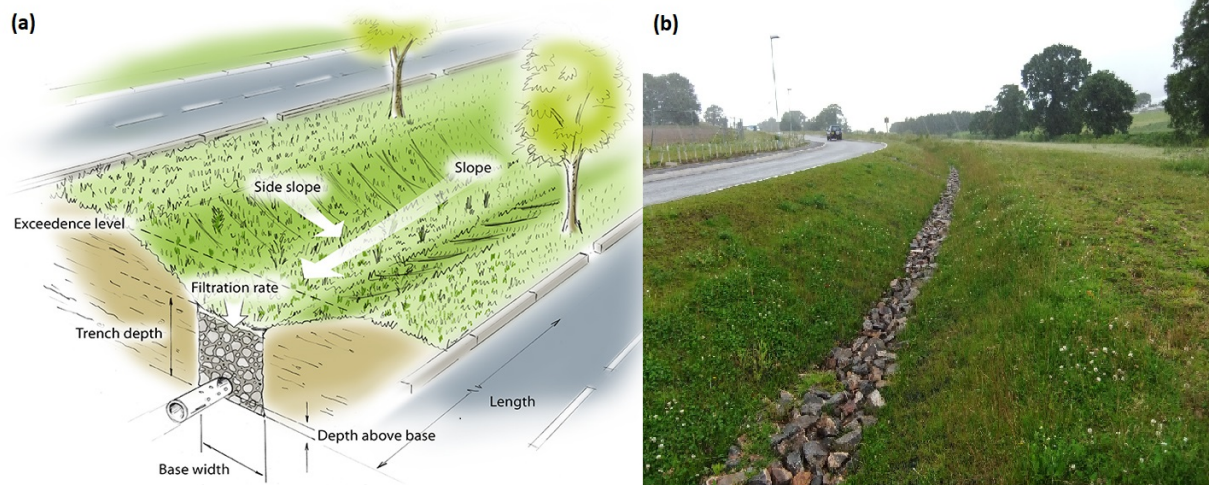 (a)
(b)
Slope
Side slope
Exceedence level
Filtration rate
Trench depth
Length
Depth above base
Base width